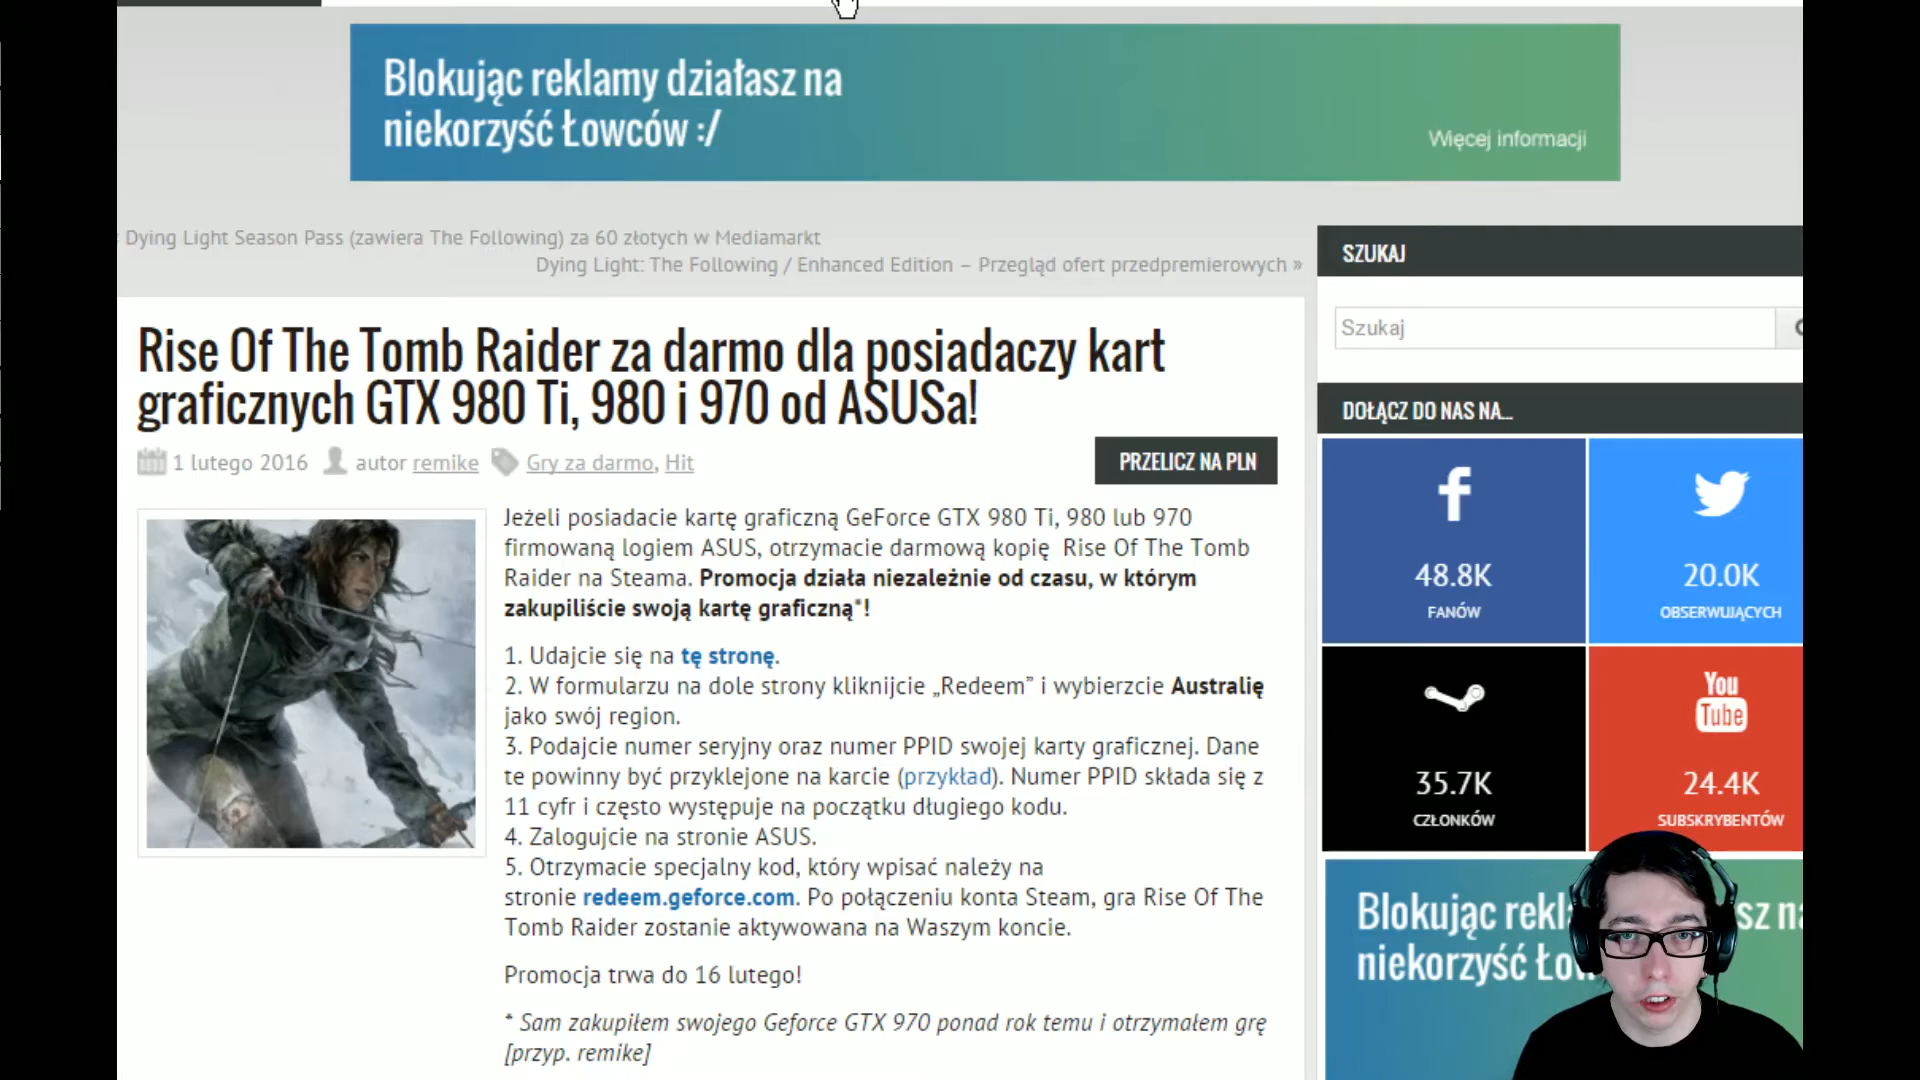 Blokując reklamy działasz na
niekorzyść Łowców :/
Więcej informacji
Dying Light Season Pass (zawiera The Following) za 60 złotych w Mediamarkt
Dying Light: The Following / Enhanced Edition – Przegląd ofert przedpremierowych »
Rise Of The Tomb Raider za darmo dla posiadaczy kart
graficznych GTX 980 Ti, 980 i 970 od ASUSa!
1 lutego 2016 autor remike Gry za darmo, Hit
PRZELICZ NA PLN
Jeżeli posiadacie kartę graficzną GeForce GTX 980 Ti, 980 lub 970
firmowaną logiem ASUS, otrzymacie darmową kopię Rise Of The Tomb
Raider na Steama. Promocja działa niezależnie od czasu, w którym
zakupiliście swoją kartę graficzną*!
1. Udajcie się na tę stronę.
2. W formularzu na dole strony kliknijcie „Redeem” i wybierzcie Australię
jako swój region.
3. Podajcie numer seryjny oraz numer PPID swojej karty graficznej. Dane
te powinny być przyklejone na karcie (przykład). Numer PPID składa się z
11 cyfr i często występuje na początku długiego kodu.
4. Zalogujcie na stronie ASUS.
5. Otrzymacie specjalny kod, który wpisać należy na
stronie redeem.geforce.com. Po połączeniu konta Steam, gra Rise Of The
Tomb Raider zostanie aktywowana na Waszym koncie.
Promocja trwa do 16 lutego!
* Sam zakupiłem swojego Geforce GTX 970 ponad rok temu i otrzymałem grę
[przyp. remike]
SZUKAJ
Szukaj
DOŁĄCZ DO NAS NA...
48.8K
FANÓW
20.0K
OBSERWUJĄCYCH
35.7K
CZŁONKÓW
You
Tube
24.4K
SUBSKRYBENTÓW
Blokując rekl sz na
niekorzyść Ło